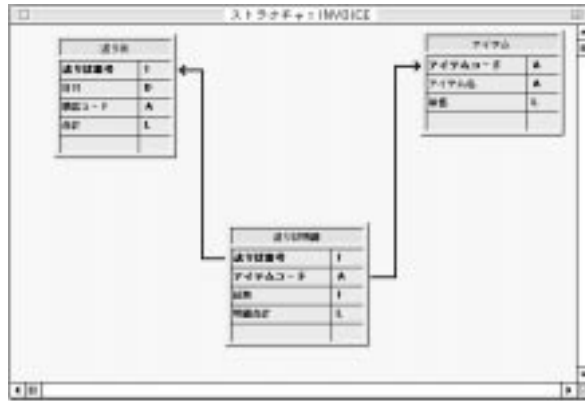 ストラクチャ：INVOICE
送り状
送り状番号 I
日付 D
顧客コード A
合計 L
アイテム
アイテムコード A
アイテム名 A
単価 L
送り状明細
送り状番号 I
アイテムコード A
個数 I
明細合計 L